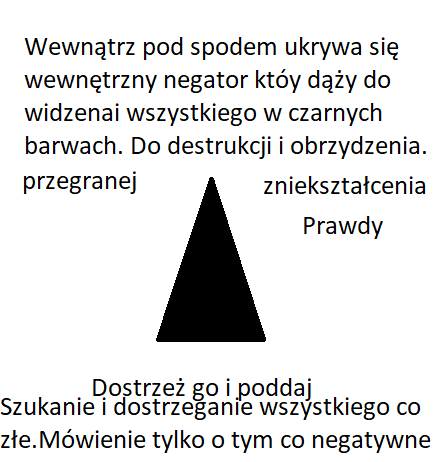 Wewnątrz pod spodem ukrywa się
wewnętrzny negator któy dąży do
widzenai wszystkiego w czarnych
barwach. Do destrukcji i obrzydzenia.
przegranej
zniekształcenia
Prawdy
Dostrzeż go i poddaj
Szukanie i dostrzeganie wszystkiego co
złe.Mówienie tylko o tym co negatywne